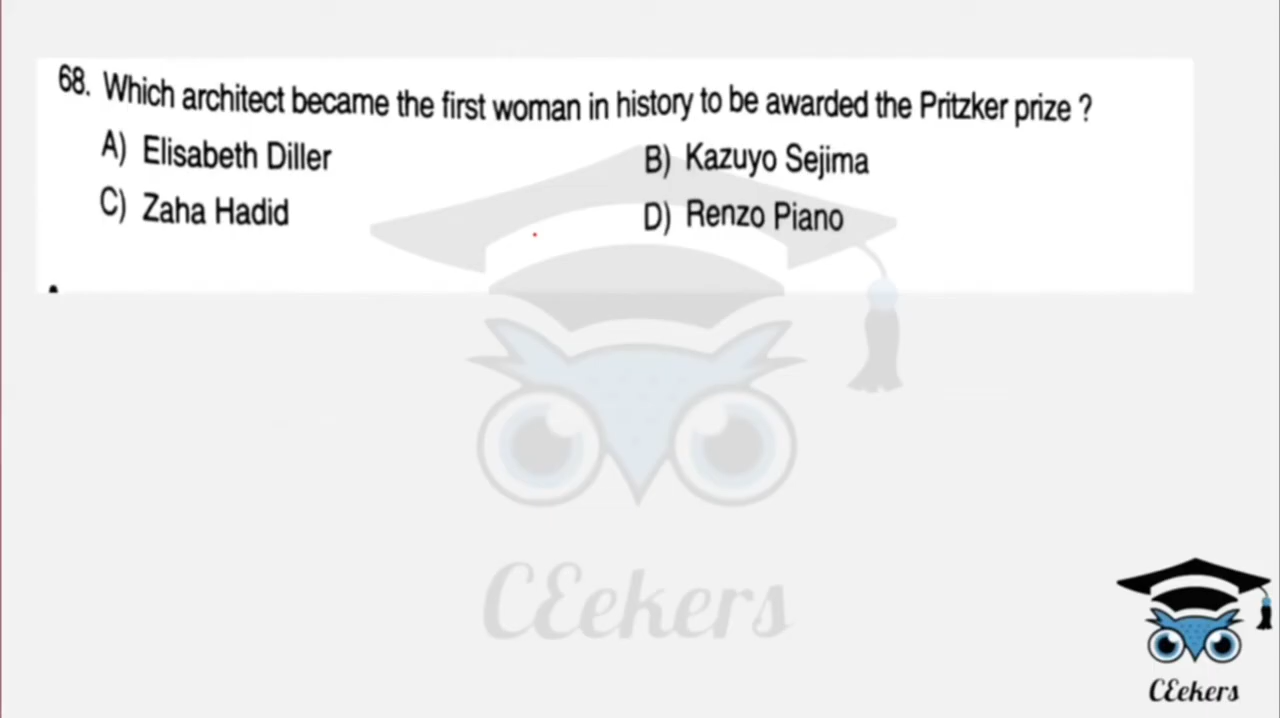 68. Which architect became the first woman in history to be awarded the Pritzker prize ?
A) Elisabeth Diller B) Kazuyo Sejima
C) Zaha Hadid D) Renzo Piano
CEekers
CEekers